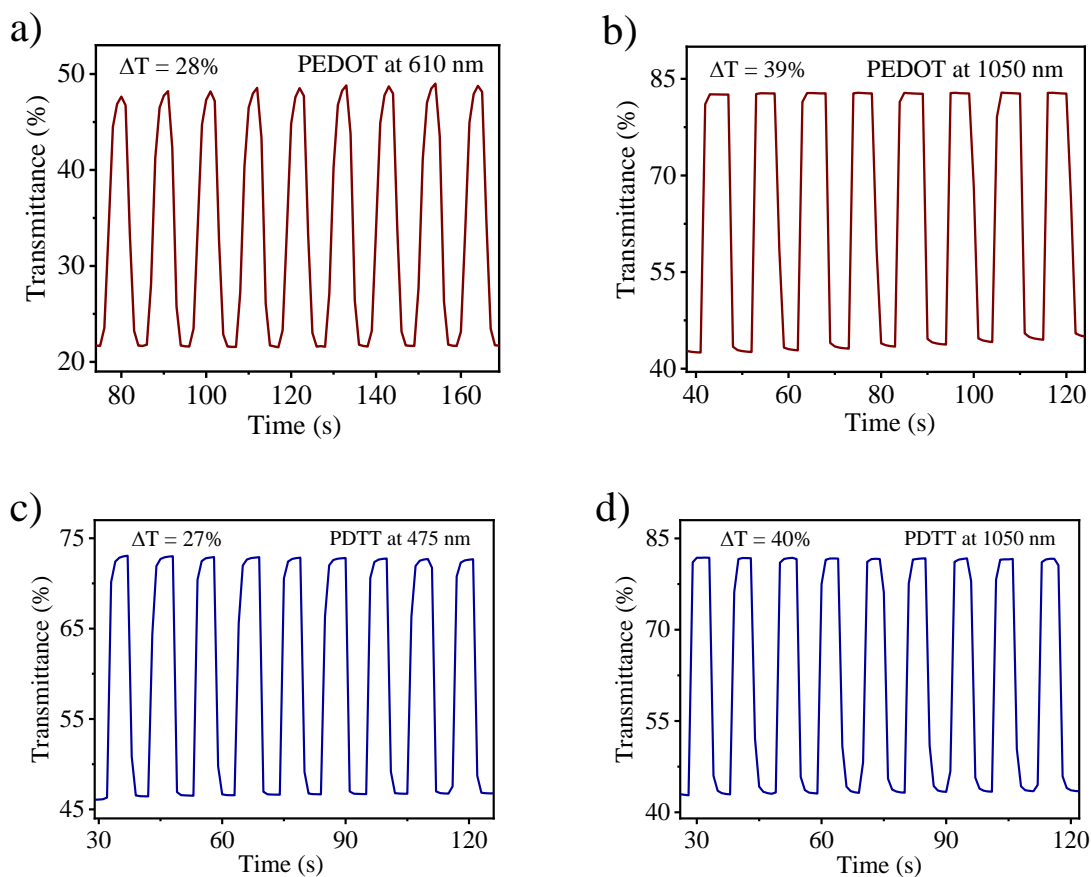 a)
ΔT = 28%
PEDOT at 610 nm
50
40
30
20
Transmittance (%)
80 100 120 140 160
Time (s)
b)
ΔT = 39%
PEDOT at 1050 nm
85
70
55
40
Transmittance (%)
40 60 80 100 120
Time (s)
c)
ΔT = 27%
PDTT at 475 nm
75
65
55
45
Transmittance (%)
30 60 90 120
Time (s)
d)
ΔT = 40%
PDTT at 1050 nm
85
70
55
40
Transmittance (%)
30 60 90 120
Time (s)